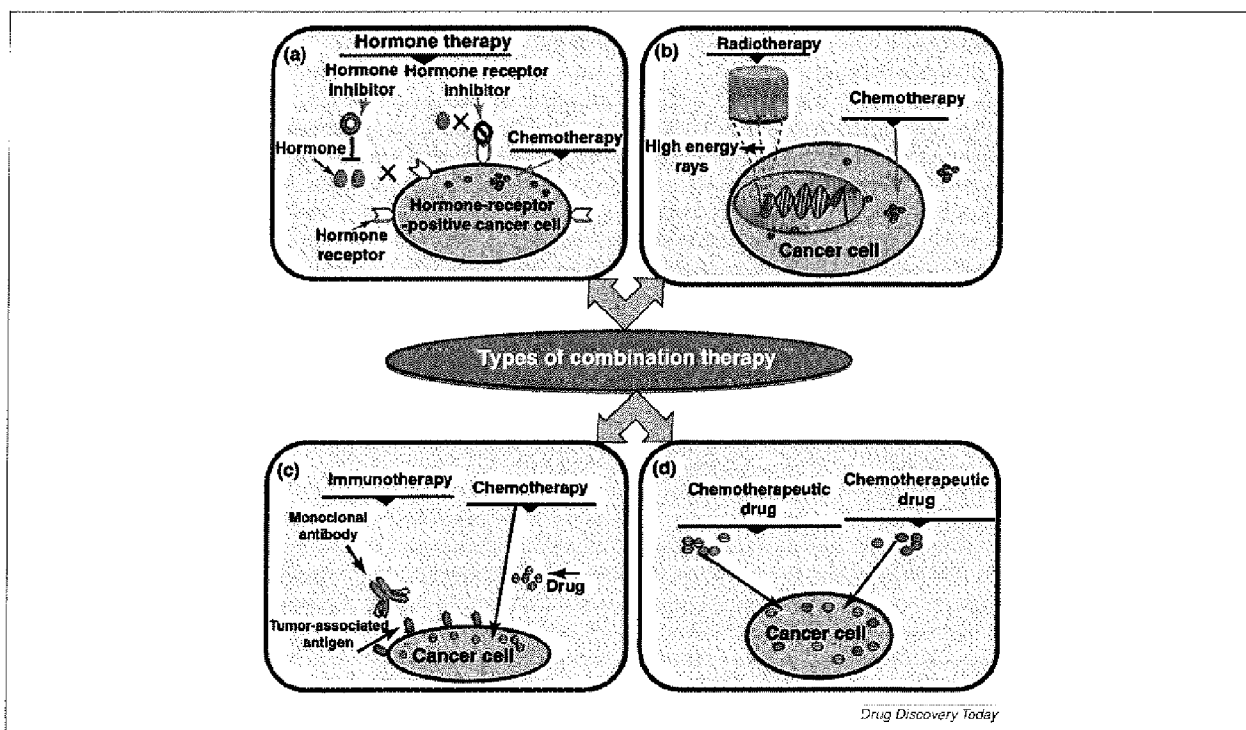 (a)
Hormone therapy
Hormone
inhibitor
Hormone receptor
inhibitor
Hormone
Chemotherapy
Hormone-receptor
-positive cancer cell
Hormone
receptor
(b)
Radiotherapy
Chemotherapy
High energy
rays
Cancer cell
Types of combination therapy
(c)
Immunotherapy
Chemotherapy
Monoclonal
antibody
Drug
Tumor-associated
antigen
Cancer cell
(d)
Chemotherapeutic
drug
Chemotherapeutic
drug
Cancer cell
Drug Discovery Today